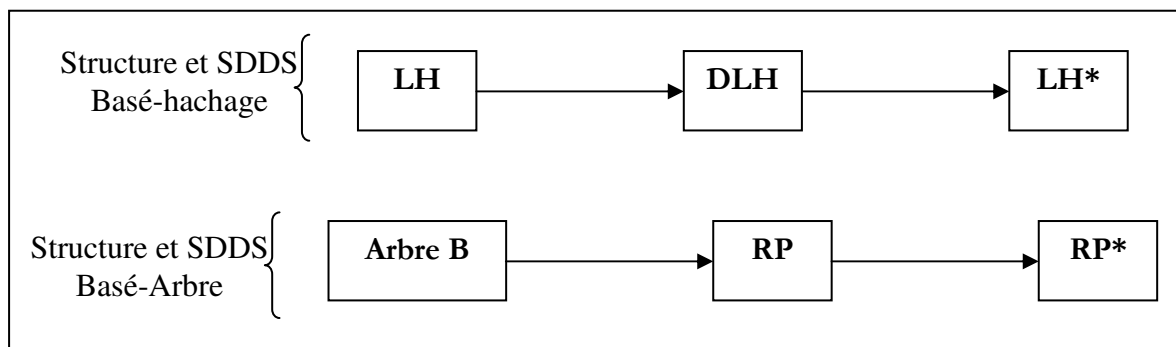 Structure et SDDS
Basé-hachage
LH
DLH
LH*
Structure et SDDS
Basé-Arbre
Arbre B
RP
RP*